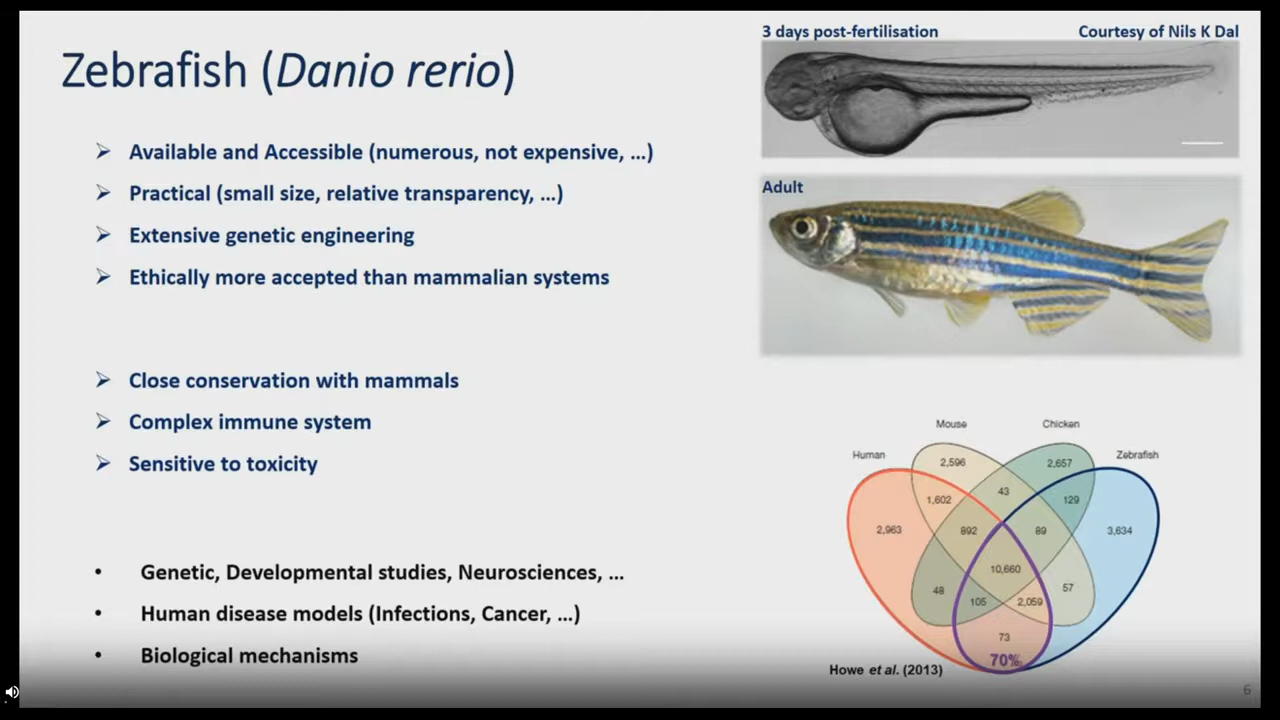 Zebrafish (Danio rerio)
3 days post-fertilisation
Courtesy of Nils K Dal
Adult
➢ Available and Accessible (numerous, not expensive, ...)
➢ Practical (small size, relative transparency, ...)
➢ Extensive genetic engineering
➢ Ethically more accepted than mammalian systems
➢ Close conservation with mammals
➢ Complex immune system
➢ Sensitive to toxicity
• Genetic, Developmental studies, Neurosciences, ...
• Human disease models (Infections, Cancer, ...)
• Biological mechanisms
Mouse
Chicken
Human
Zebrafish
2,596
2,657
43
1,602
129
2,963
892
89
3,634
10,660
48
57
105
2,059
73
70%
Howe et al. (2013)
6